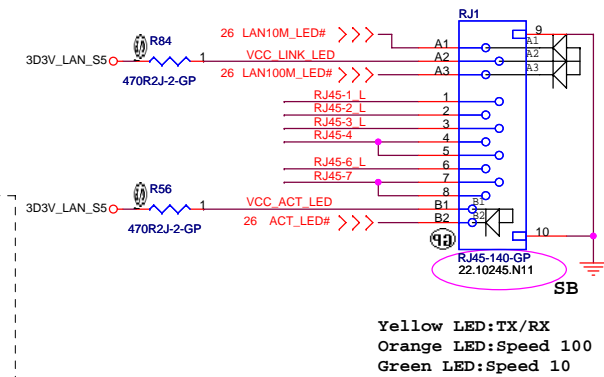 RJ1
26 LAN10M_LED#
9
R84
A1
A1
3D3V_LAN_S5
1
VCC_LINK_LED
A2
A2
26 LAN100M_LED#
A3
A3
470R2J-2-GP
RJ45-1_L
1
RJ45-2_L
2
RJ45-3_L
3
RJ45-4
4
5
RJ45-6_L
6
RJ45-7
7
8
R56
VCC_ACT_LED
B1
B1
3D3V_LAN_S5
1
26 ACT_LED#
B2
B2
470R2J-2-GP
10
RJ45-140-GP
22.10245.N11
SB
Yellow LED:TX/RX
Orange LED:Speed 100
Green LED:Speed 10